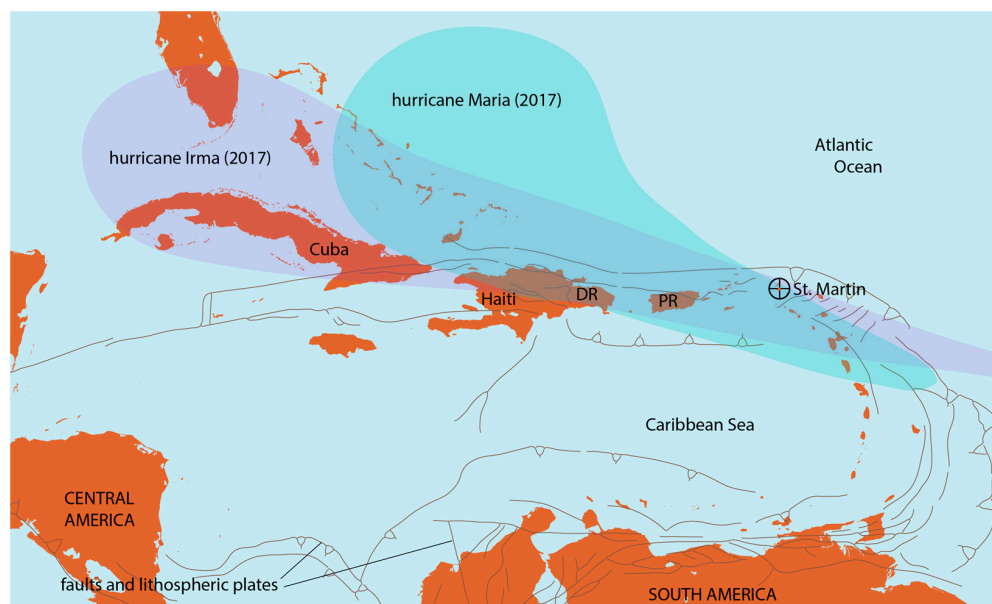 hurricane Maria (2017)
hurricane Irma (2017)
Atlantic
Ocean
Cuba
Haiti
DR
PR
St. Martin
Caribbean Sea
CENTRAL
AMERICA
faults and lithospheric plates
SOUTH AMERICA